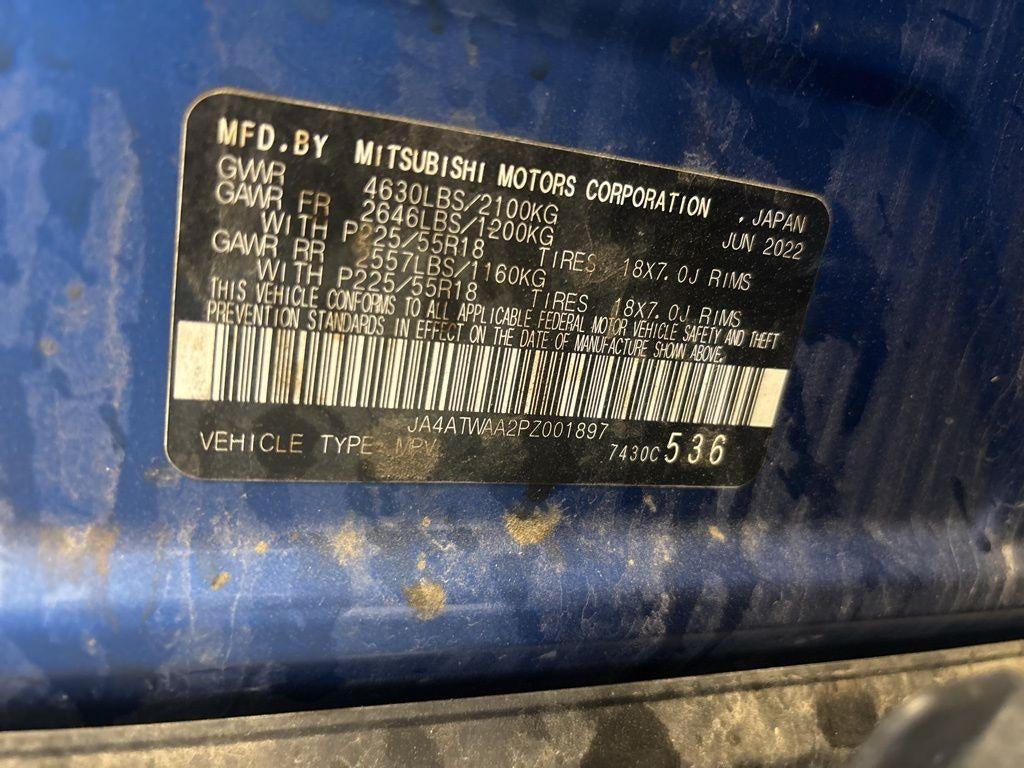 MFD.BY MITSUBISHI MOTORS CORPORATION , JAPAN
GVWR 4630LBS/2100KG JUN 2022
GAWR FR 2646LBS/1200KG
WITH P225/55R18 TIRES 18X7.0J RIMS
GAWR RR 2557LBS/1160KG
WITH P225/55R18 TIRES 18X7.0J RIMS
THIS VEHICLE CONFORMS TO ALL APPLICABLE FEDERAL MOTOR VEHICLE SAFETY AND THEFT
PREVENTION STANDARDS IN EFFECT ON THE DATE OF MANUFACTURE SHOWN ABOVE.
JA4ATWAA2PZ001897
VEHICLE TYPE: MPV 7430C536